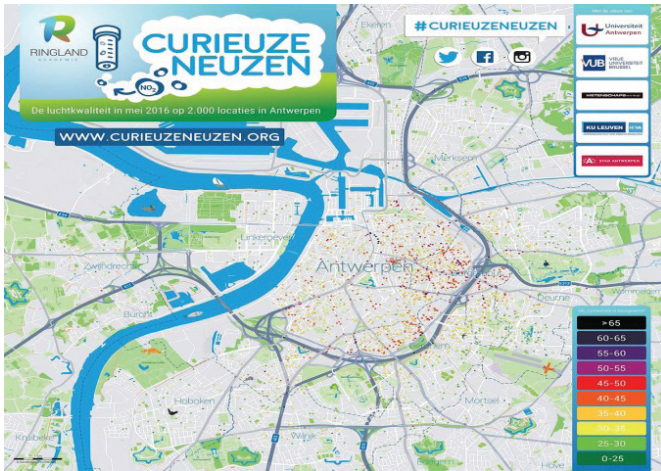 RINGLAND
ACADEMIE
CURIEUZE
NEUZEN
NO₂
De luchtkwaliteit in mei 2016 op 2.000 locaties in Antwerpen
WWW.CURIEUZENEUZEN.ORG
#CURIEUZENEUZEN
Universiteit
Antwerpen
VUB
VRIJE
UNIVERSITEIT
BRUSSEL
KU LEUVEN
Ekeren
Merksem
Zwijndrecht
Antwerpen
Deurne
Burcht
Hoboken
Mortsel
Wilrijk
>65
60-65
55-60
50-55
45-50
40-45
35-40
30-35
25-30
0-25